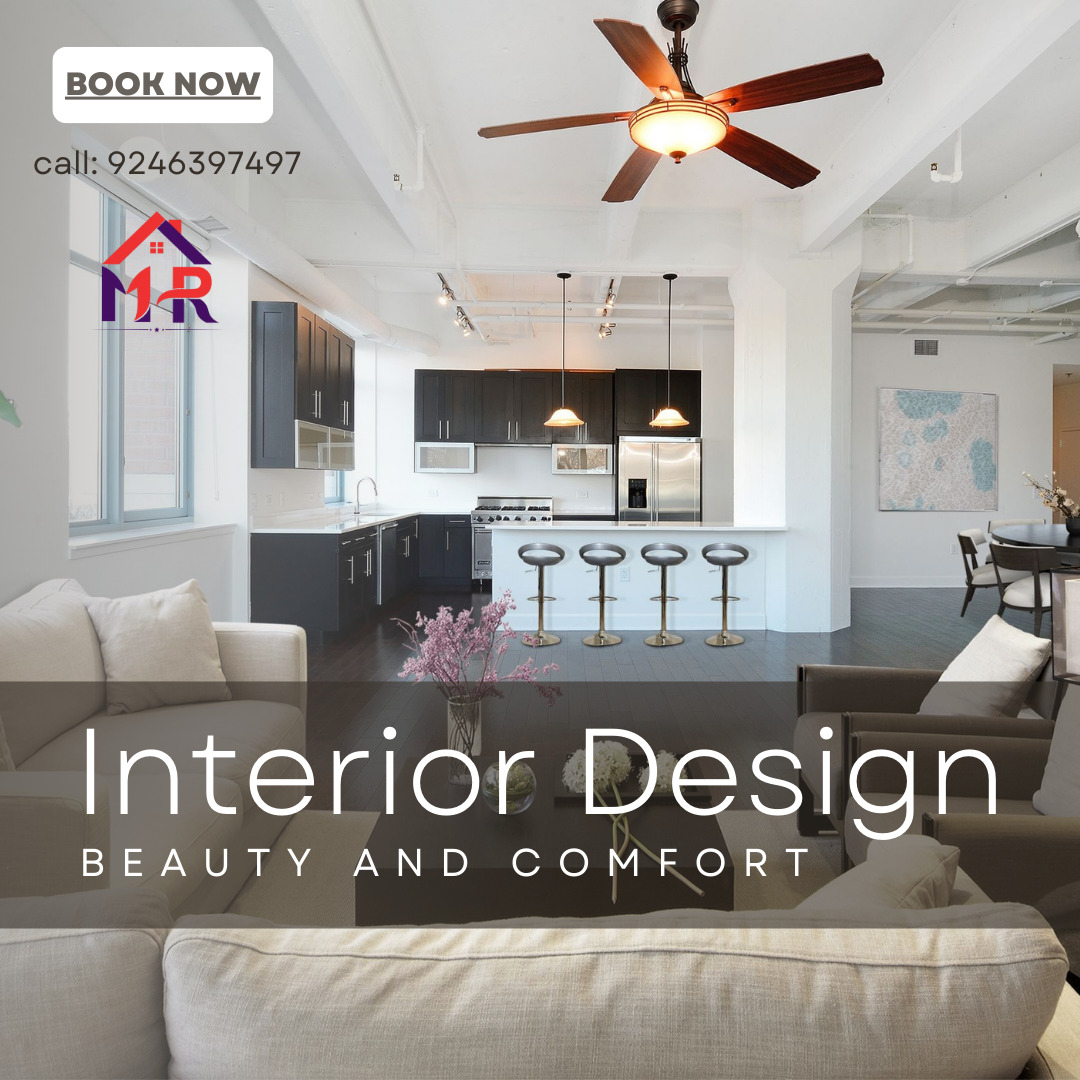 BOOK NOW
call: 9246397497
MR
Interior Design
BEAUTY AND COMFORT